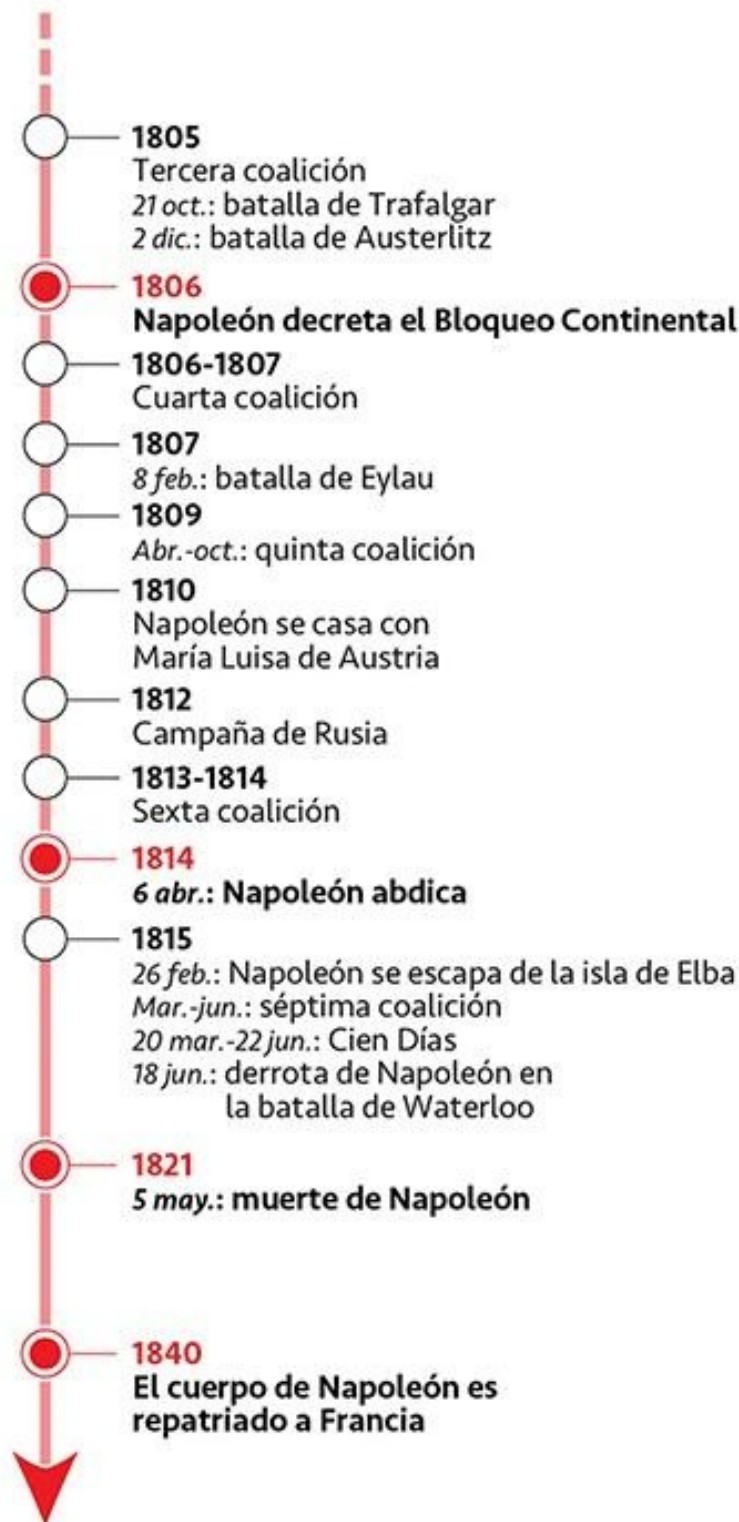 1805
Tercera coalición
21 oct.: batalla de Trafalgar
2 dic.: batalla de Austerlitz
1806
Napoleón decreta el Bloqueo Continental
1806-1807
Cuarta coalición
1807
8 feb.: batalla de Eylau
1809
Abr.-oct.: quinta coalición
1810
Napoleón se casa con
María Luisa de Austria
1812
Campaña de Rusia
1813-1814
Sexta coalición
1814
6 abr.: Napoleón abdica
1815
26 feb.: Napoleón se escapa de la isla de Elba
Mar.-jun.: séptima coalición
20 mar.-22 jun.: Cien Días
18 jun.: derrota de Napoleón en
la batalla de Waterloo
1821
5 may.: muerte de Napoleón
1840
El cuerpo de Napoleón es
repatriado a Francia